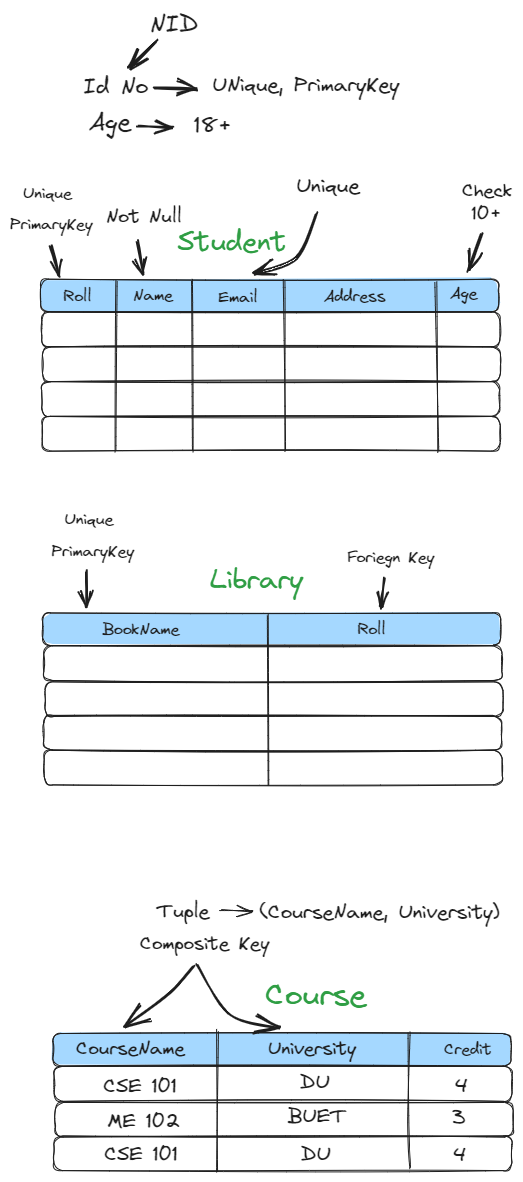 NID
Id No → UNique, PrimaryKey
Age → 18+
Unique
PrimaryKey
Not Null
Unique
Check
10+
Student
Roll Name Email Address Age
Unique
PrimaryKey
Foriegn Key
Library
BookName Roll
Tuple → (CourseName, University)
Composite Key
Course
CourseName University Credit
CSE 101 DU 4
ME 102 BUET 3
CSE 101 DU 4